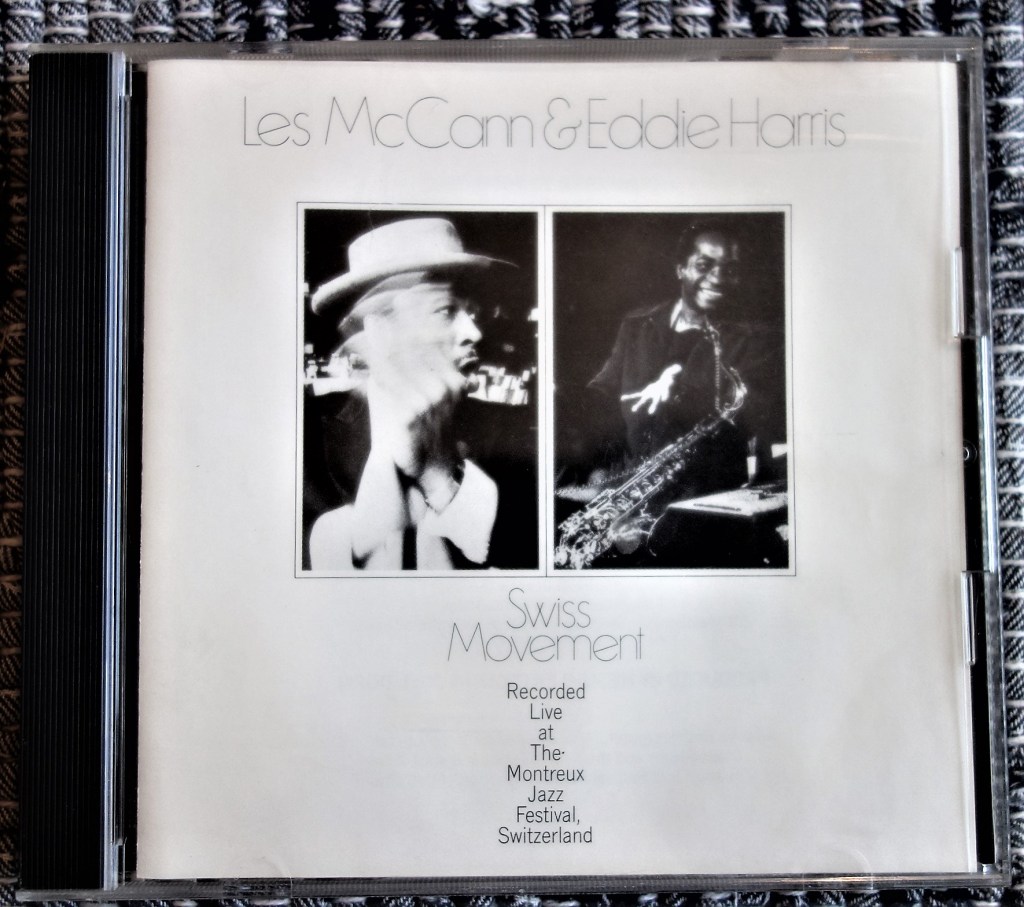 Les McCann & Eddie Harris
Swiss
Movement
Recorded
Live
at
The
Montreux
Jazz
Festival,
Switzerland